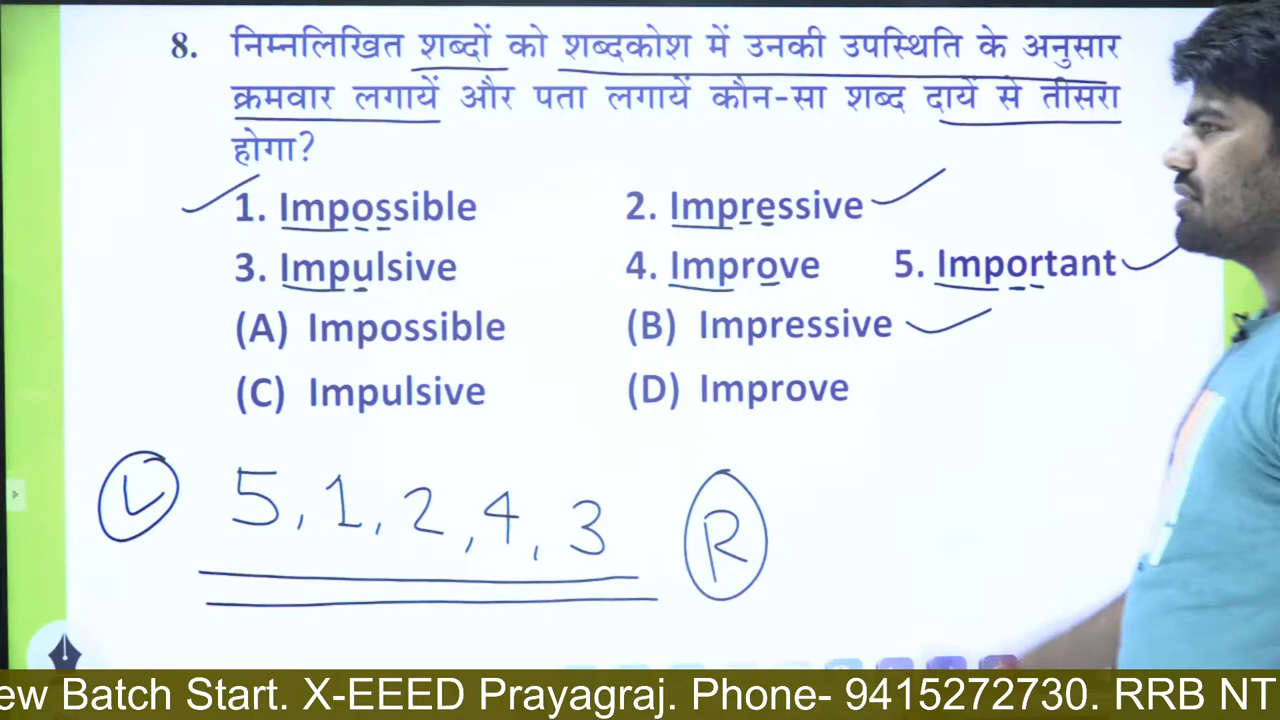 8. निम्नलिखित शब्दों को शब्दकोश में उनकी उपस्थिति के अनुसार
क्रमवार लगायें और पता लगायें कौन-सा शब्द दायें से तीसरा
होगा?
1. Impossible 2. Impressive
3. Impulsive 4. Improve 5. Important
(A) Impossible (B) Impressive
(C) Impulsive (D) Improve
L 5, 1, 2, 4, 3 R
ew Batch Start. X-EEED Prayagraj. Phone- 9415272730. RRB NT